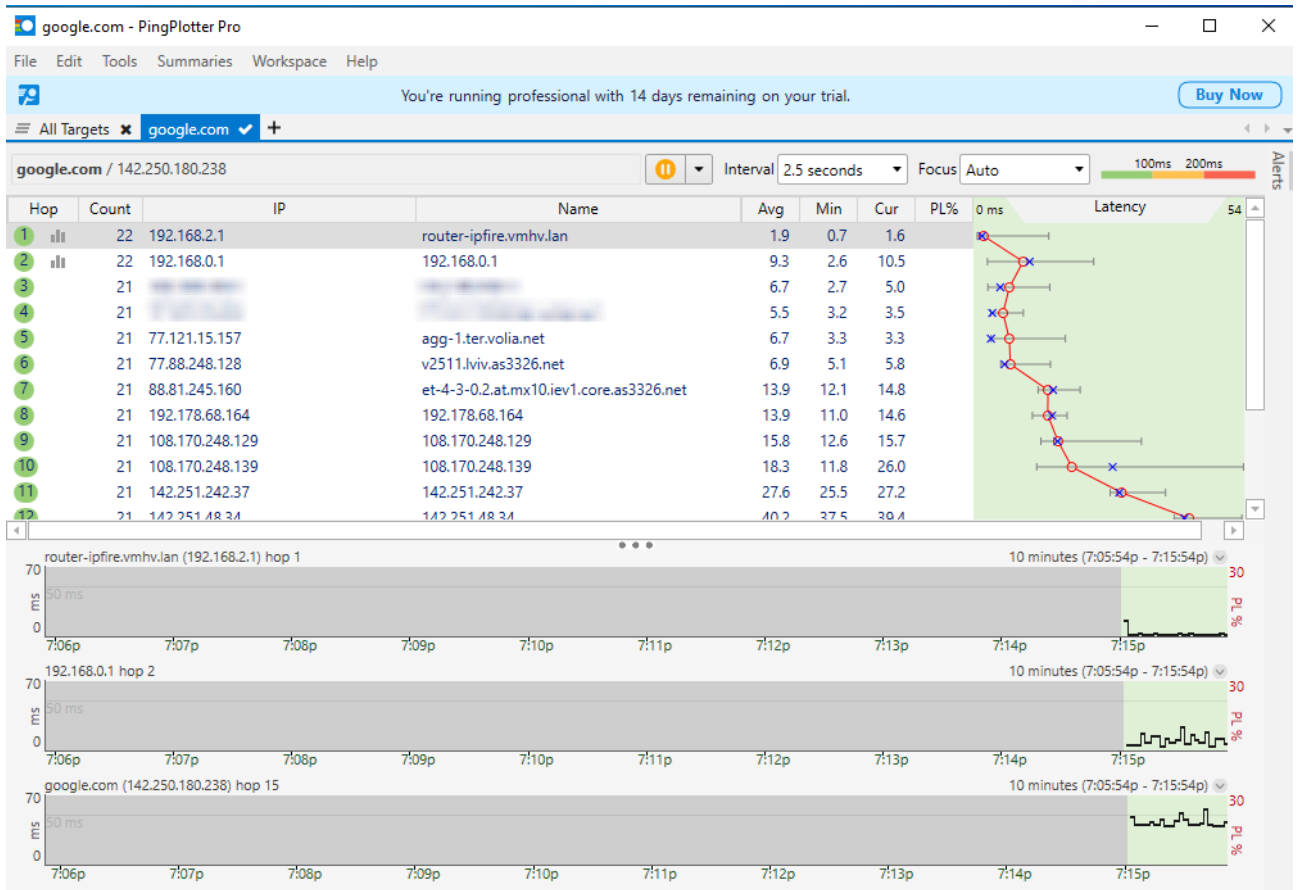 google.com - PingPlotter Pro
File Edit Tools Summaries Workspace Help
You're running professional with 14 days remaining on your trial. Buy Now
All Targets google.com +
google.com / 142.250.180.238 Interval 2.5 seconds Focus Auto 100ms 200ms
Alerts
Hop Count IP Name Avg Min Cur PL% 0 ms Latency 54
1 22 192.168.2.1 router-ipfire.vmhv.lan 1.9 0.7 1.6
2 22 192.168.0.1 192.168.0.1 9.3 2.6 10.5
3 21 6.7 2.7 5.0
4 21 5.5 3.2 3.5
5 21 77.121.15.157 agg-1.ter.volia.net 6.7 3.3 3.3
6 21 77.88.248.128 v2511.lviv.as3326.net 6.9 5.1 5.8
7 21 88.81.245.160 et-4-3-0.2.at.mx10.iev1.core.as3326.net 13.9 12.1 14.8
8 21 192.178.68.164 192.178.68.164 13.9 11.0 14.6
9 21 108.170.248.129 108.170.248.129 15.8 12.6 15.7
10 21 108.170.248.139 108.170.248.139 18.3 11.8 26.0
11 21 142.251.242.37 142.251.242.37 27.6 25.5 27.2
12 21 142.251.48.34 142.251.48.34 40.2 37.5 39.4
router-ipfire.vmhv.lan (192.168.2.1) hop 1 10 minutes (7:05:54p - 7:15:54p)
70 30
50 ms
ms PL %
0
7:06p 7:07p 7:08p 7:09p 7:10p 7:11p 7:12p 7:13p 7:14p 7:15p
192.168.0.1 hop 2 10 minutes (7:05:54p - 7:15:54p)
70 30
50 ms
ms PL %
0
7:06p 7:07p 7:08p 7:09p 7:10p 7:11p 7:12p 7:13p 7:14p 7:15p
google.com (142.250.180.238) hop 15 10 minutes (7:05:54p - 7:15:54p)
70 30
50 ms
ms PL %
0
7:06p 7:07p 7:08p 7:09p 7:10p 7:11p 7:12p 7:13p 7:14p 7:15p